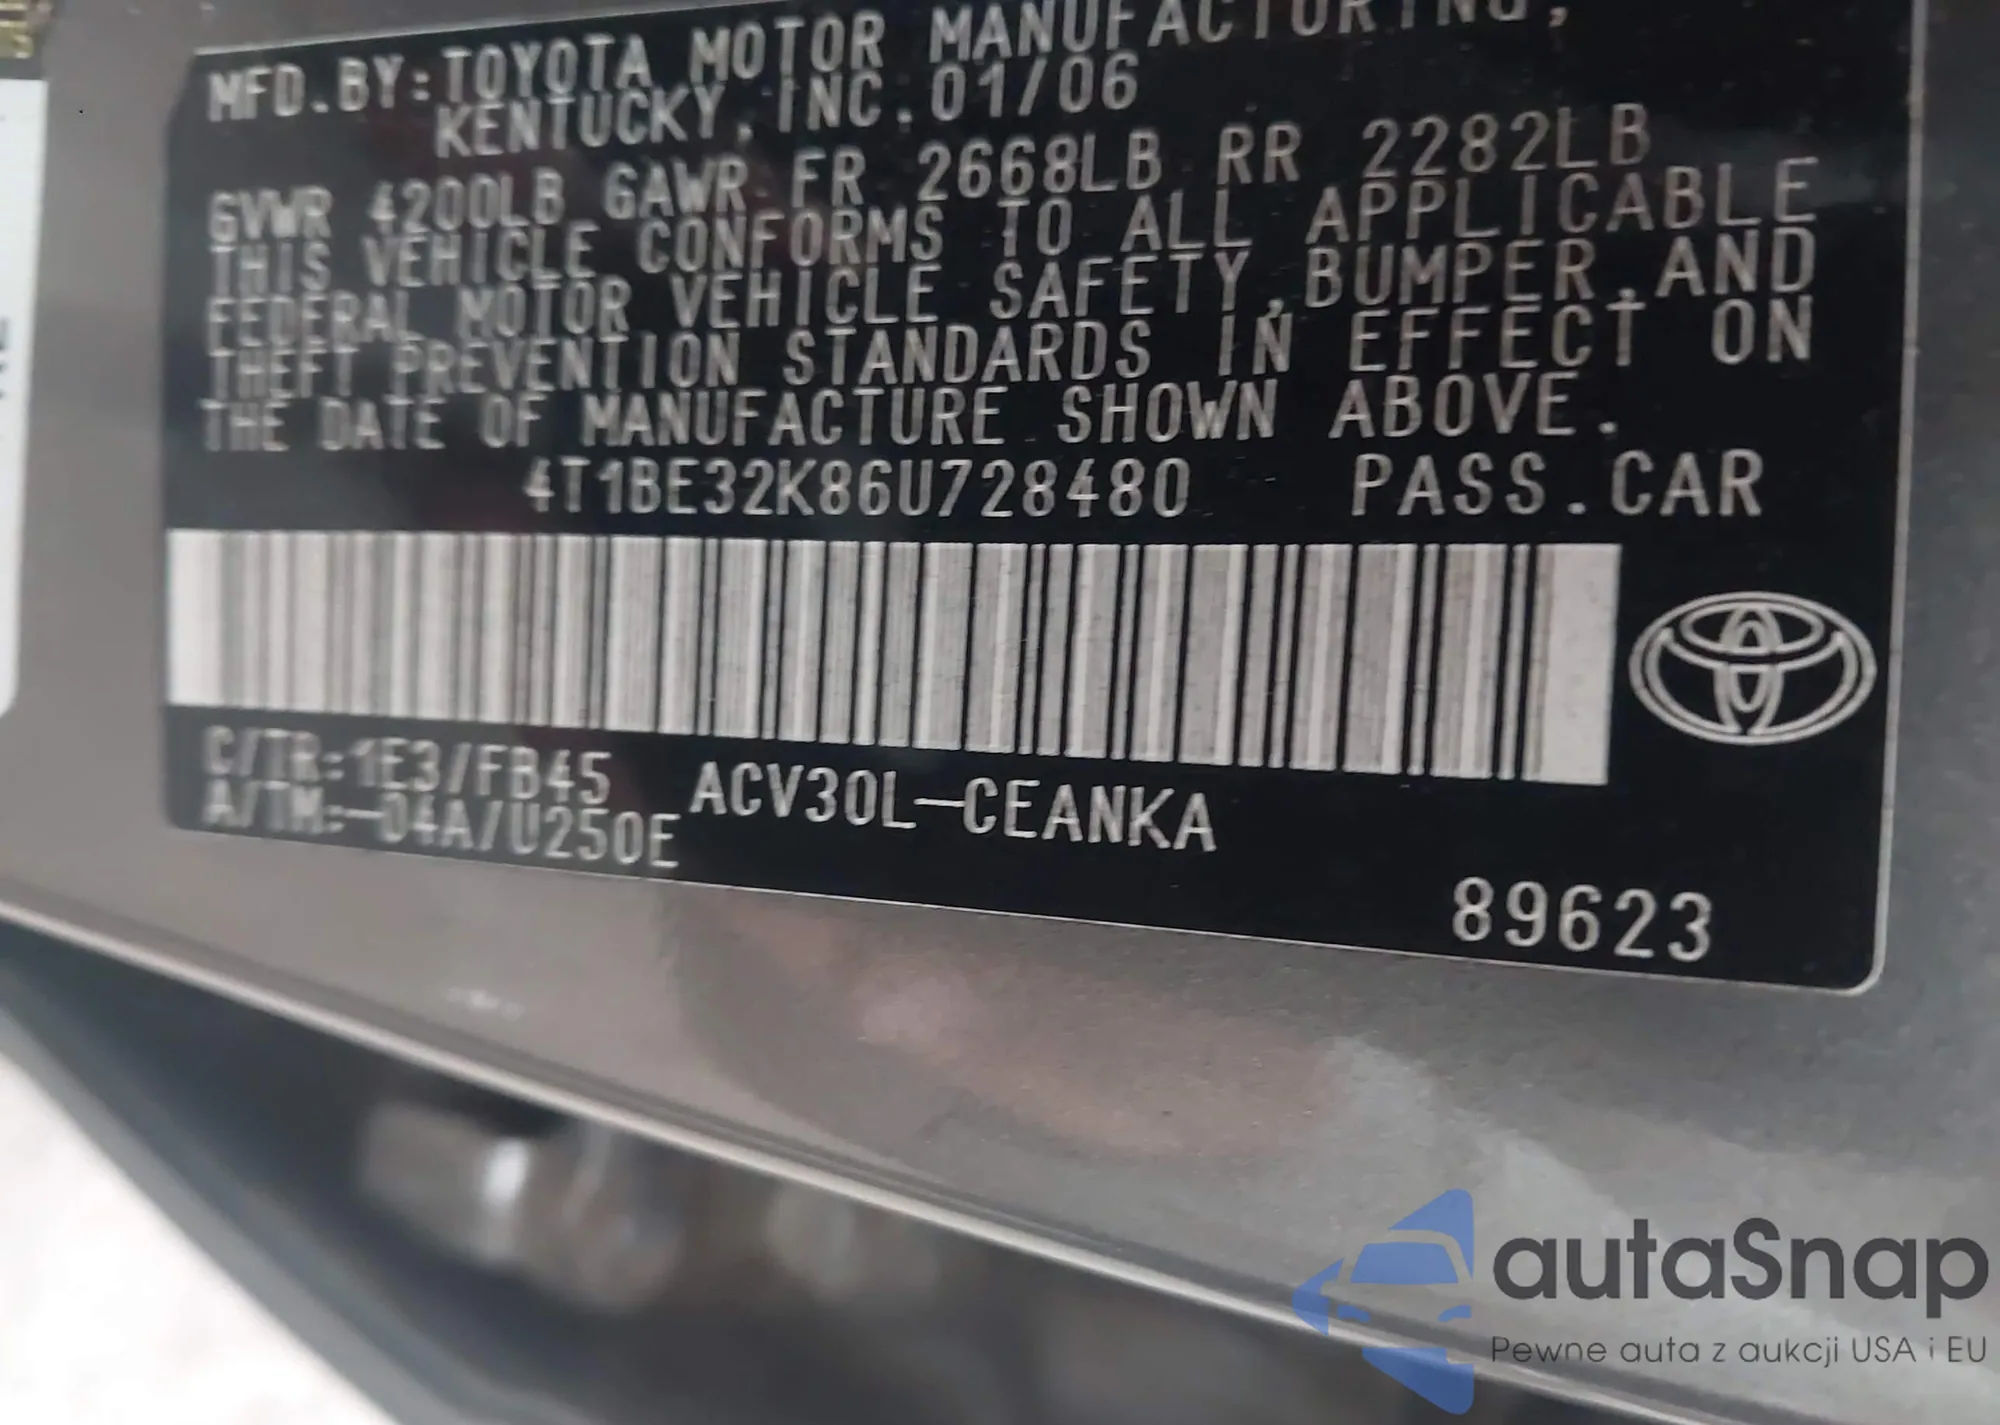 MFD.BY:TOYOTA MOTOR MANUFACTURING,
KENTUCKY, INC.01/06
GVWR 4200LB GAWR FR 2668LB RR 2282LB
THIS VEHICLE CONFORMS TO ALL APPLICABLE
FEDERAL MOTOR VEHICLE SAFETY,BUMPER,AND
THEFT PREVENTION STANDARDS IN EFFECT ON
THE DATE OF MANUFACTURE SHOWN ABOVE.
4T1BE32K86U728480 PASS.CAR
C/TR:1E3/FB45 ACV30L-CEANKA
A/TM:-04A/U250E
89623
autaSnap
Pewne auta z aukcji USA i EU